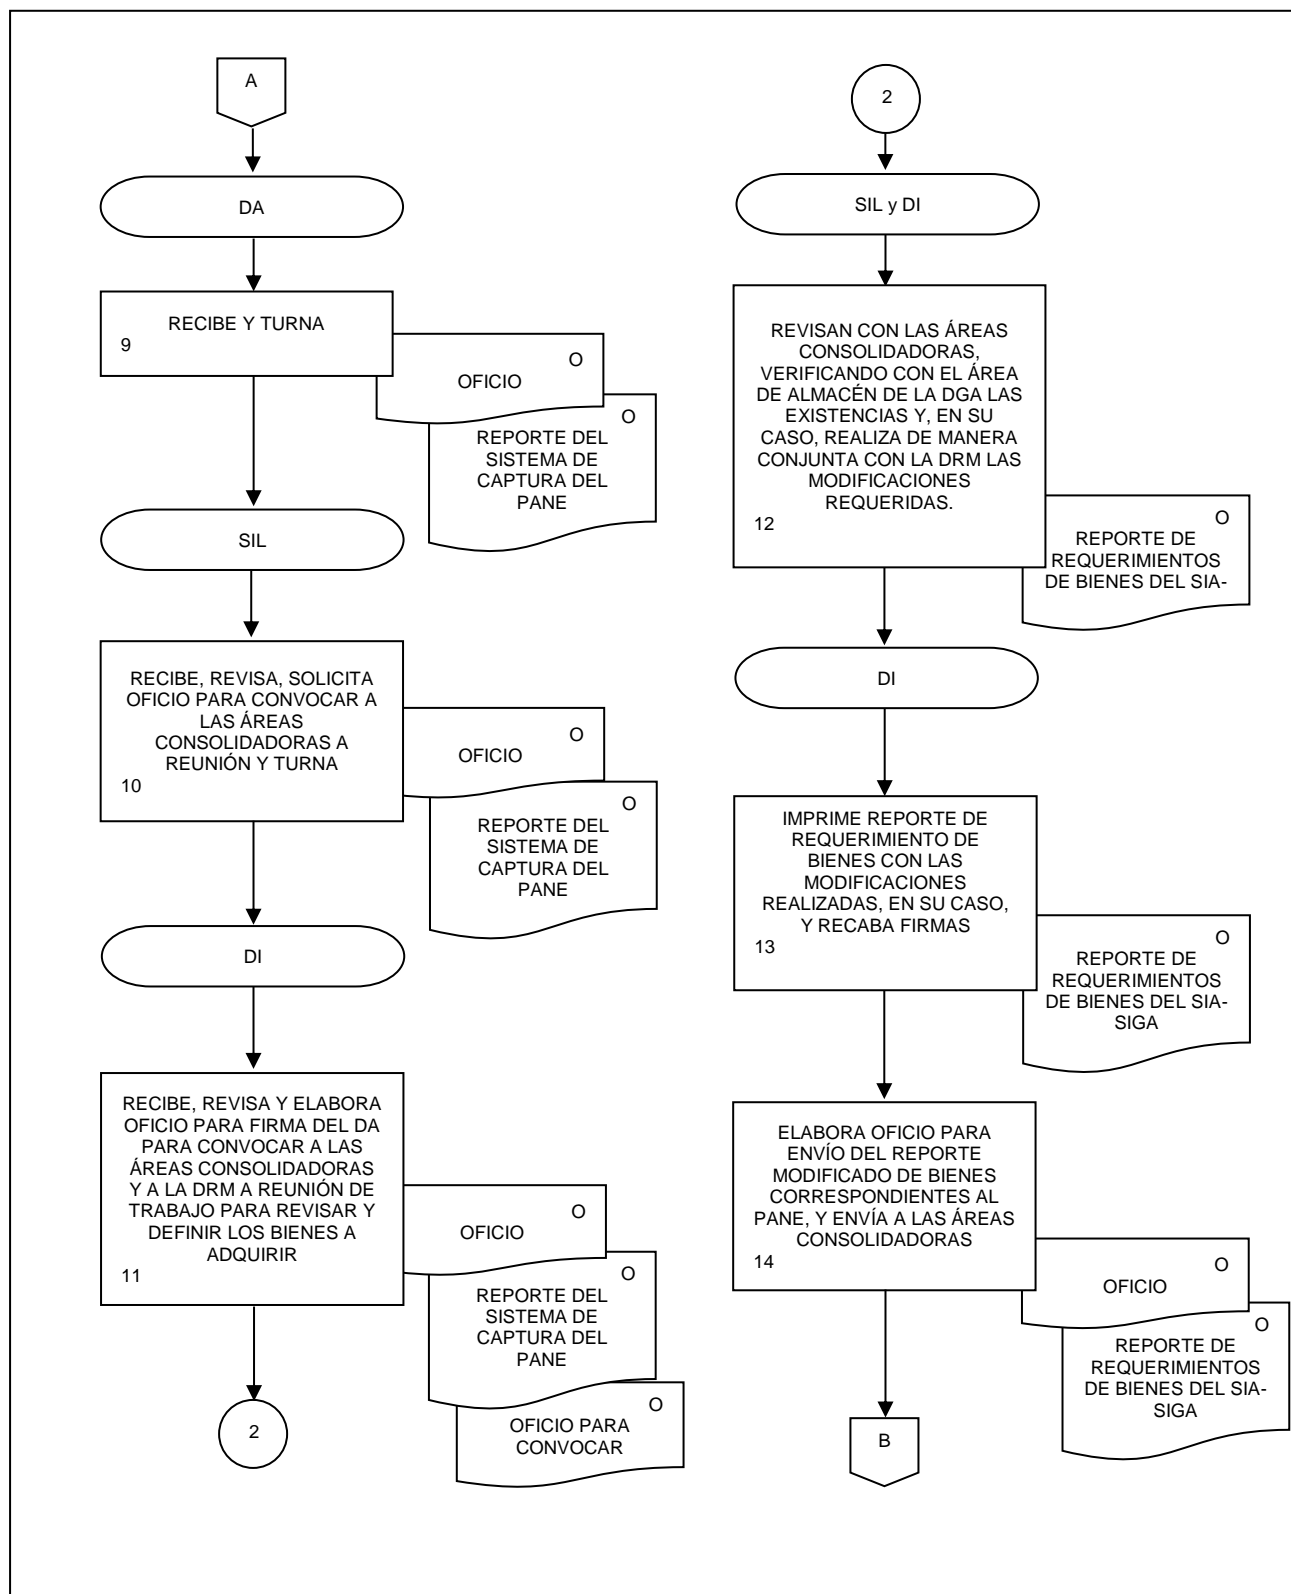 A
DA
RECIBE Y TURNA
9
O
OFICIO
O
REPORTE DEL
SISTEMA DE
CAPTURA DEL
PANE
SIL
RECIBE, REVISA, SOLICITA
OFICIO PARA CONVOCAR A
LAS ÁREAS
CONSOLIDADORAS A
REUNIÓN Y TURNA
10
O
OFICIO
O
REPORTE DEL
SISTEMA DE
CAPTURA DEL
PANE
DI
RECIBE, REVISA Y ELABORA
OFICIO PARA FIRMA DEL DA
PARA CONVOCAR A LAS
ÁREAS CONSOLIDADORAS
Y A LA DRM A REUNIÓN DE
TRABAJO PARA REVISAR Y
DEFINIR LOS BIENES A
ADQUIRIR
11
O
OFICIO
O
REPORTE DEL
SISTEMA DE
CAPTURA DEL
PANE
O
OFICIO PARA
CONVOCAR
2
2
SIL y DI
REVISAN CON LAS ÁREAS
CONSOLIDADORAS,
VERIFICANDO CON EL ÁREA
DE ALMACÉN DE LA DGA LAS
EXISTENCIAS Y, EN SU
CASO, REALIZA DE MANERA
CONJUNTA CON LA DRM LAS
MODIFICACIONES
REQUERIDAS.
12
O
REPORTE DE
REQUERIMIENTOS
DE BIENES DEL SIA-
DI
IMPRIME REPORTE DE
REQUERIMIENTO DE
BIENES CON LAS
MODIFICACIONES
REALIZADAS, EN SU CASO,
Y RECABA FIRMAS
13
O
REPORTE DE
REQUERIMIENTOS
DE BIENES DEL SIA-
SIGA
ELABORA OFICIO PARA
ENVÍO DEL REPORTE
MODIFICADO DE BIENES
CORRESPONDIENTES AL
PANE, Y ENVÍA A LAS ÁREAS
CONSOLIDADORAS
14
O
OFICIO
O
REPORTE DE
REQUERIMIENTOS
DE BIENES DEL SIA-
SIGA
B